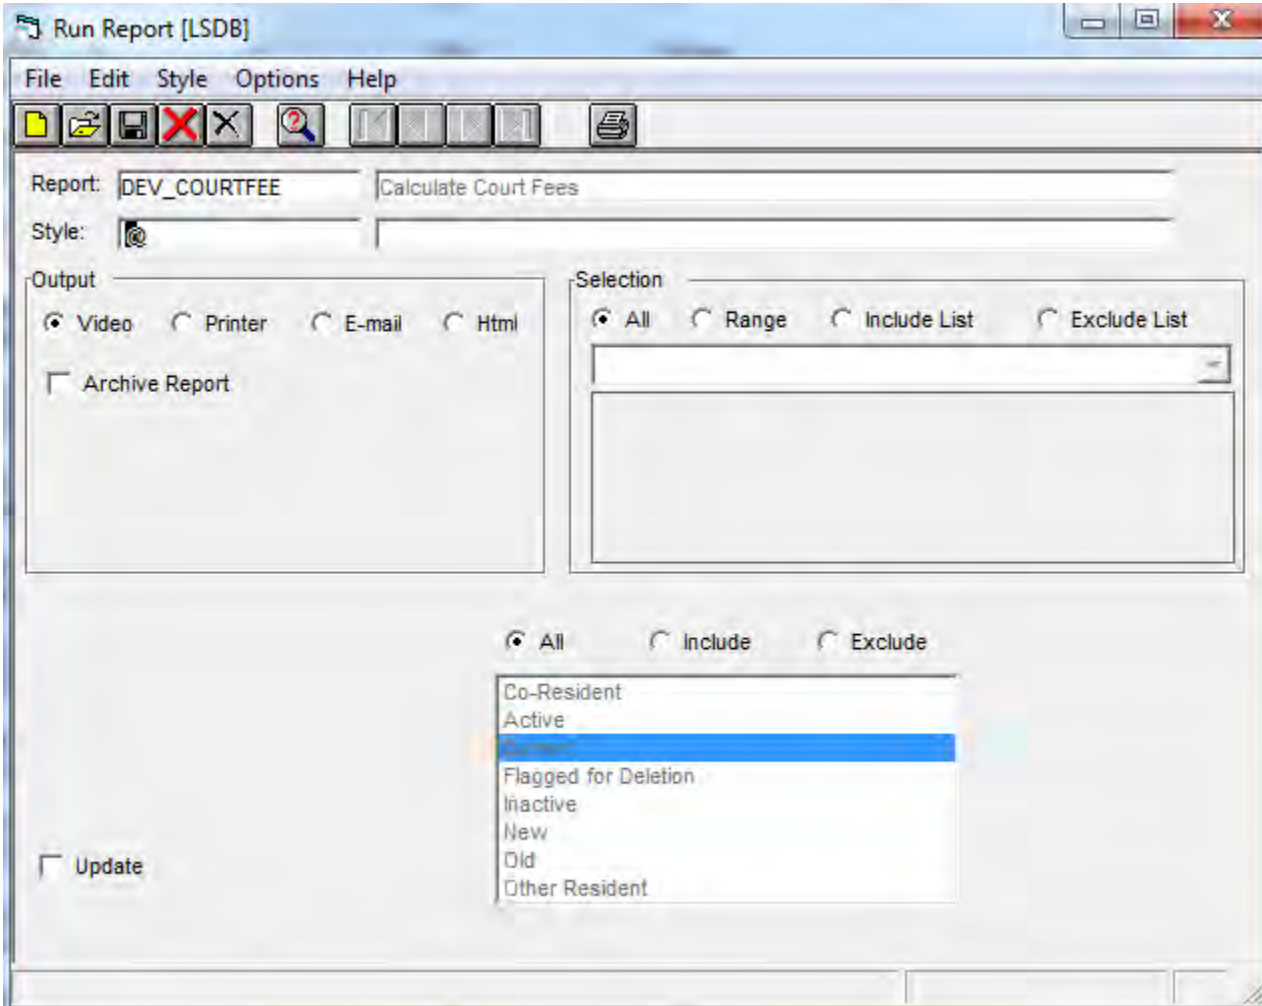 Run Report [LSDB]
File Edit Style Options Help
Report: DEV_COURTFEE Calculate Court Fees
Style: @
Output
Video Printer E-mail Html
Archive Report
Selection
All Range Include List Exclude List
All Include Exclude
Co-Resident
Active
Current
Flagged for Deletion
Inactive
New
Old
Other Resident
Update